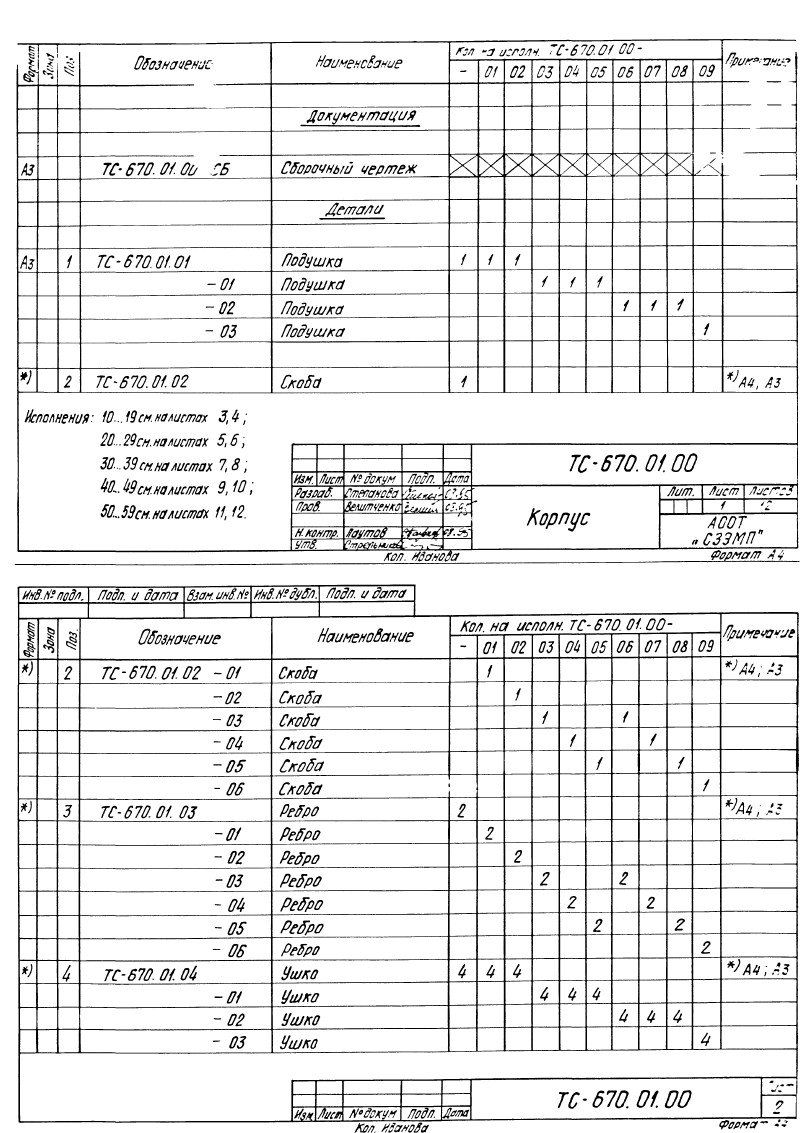 Формат Зона Поз. Обозначение Наименование Кол на исполн. ТС-670.01.00- Примечание
- 01 02 03 04 05 06 07 08 09
Документация
А3 ТС-670.01.00 СБ Сборочный чертеж
Детали
А3 1 ТС-670.01.01 Подушка 1 1 1
-01 Подушка 1 1 1
-02 Подушка 1 1 1
-03 Подушка 1
*) 2 ТС-670.01.02 Скоба 1 *) А4, А3
Исполнения: 10...19 см. на листах 3,4;
20...29 см. на листах 5,6;
30...39 см. на листах 7,8;
40...49 см. на листах 9,10;
50...59 см. на листах 11,12.
ТС-670.01.00
Изм. Лист № докум Подп. Дата
Разраб. Степанова
Пров. Велитченко
Н.контр. Лаутов
Утв.
Корпус
Лит. Лист Листов
1 12
АООТ
„СЗЭМП"
Кол. Иванова Формат А4
Инв.№ подл. Подп. и дата Взам.инв.№ Инв.№ дубл. Подп. и дата
Формат Зона Поз. Обозначение Наименование Кол. на исполн. ТС-670.01.00- Примечание
- 01 02 03 04 05 06 07 08 09
*) 2 ТС-670.01.02 -01 Скоба 1 *) А4; А3
-02 Скоба 1
-03 Скоба 1 1
-04 Скоба 1 1
-05 Скоба 1 1
-06 Скоба 1
*) 3 ТС-670.01.03 Ребро 2 *) А4; А3
-01 Ребро 2
-02 Ребро 2
-03 Ребро 2 2
-04 Ребро 2 2
-05 Ребро 2 2
-06 Ребро 2
*) 4 ТС-670.01.04 Ушко 4 4 4 *) А4; А3
-01 Ушко 4 4 4
-02 Ушко 4 4 4
-03 Ушко 4
ТС-670.01.00
Лист
2
Изм. Лист № докум Подп. Дата
Кол. Иванова Формат